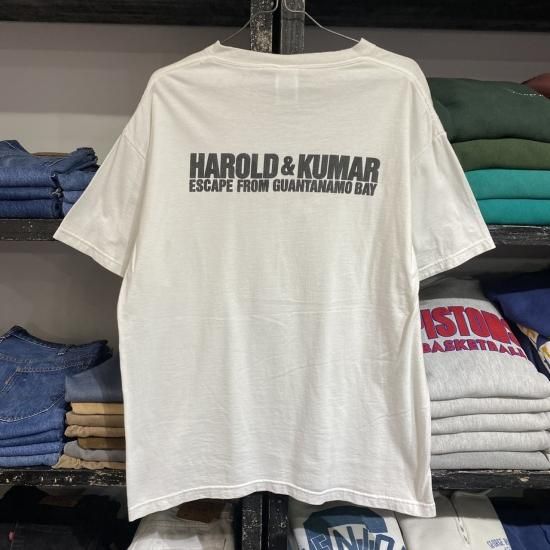 HAROLD & KUMAR
ESCAPE FROM GUANTANAMO BAY
PISTONS
BASKETBALL